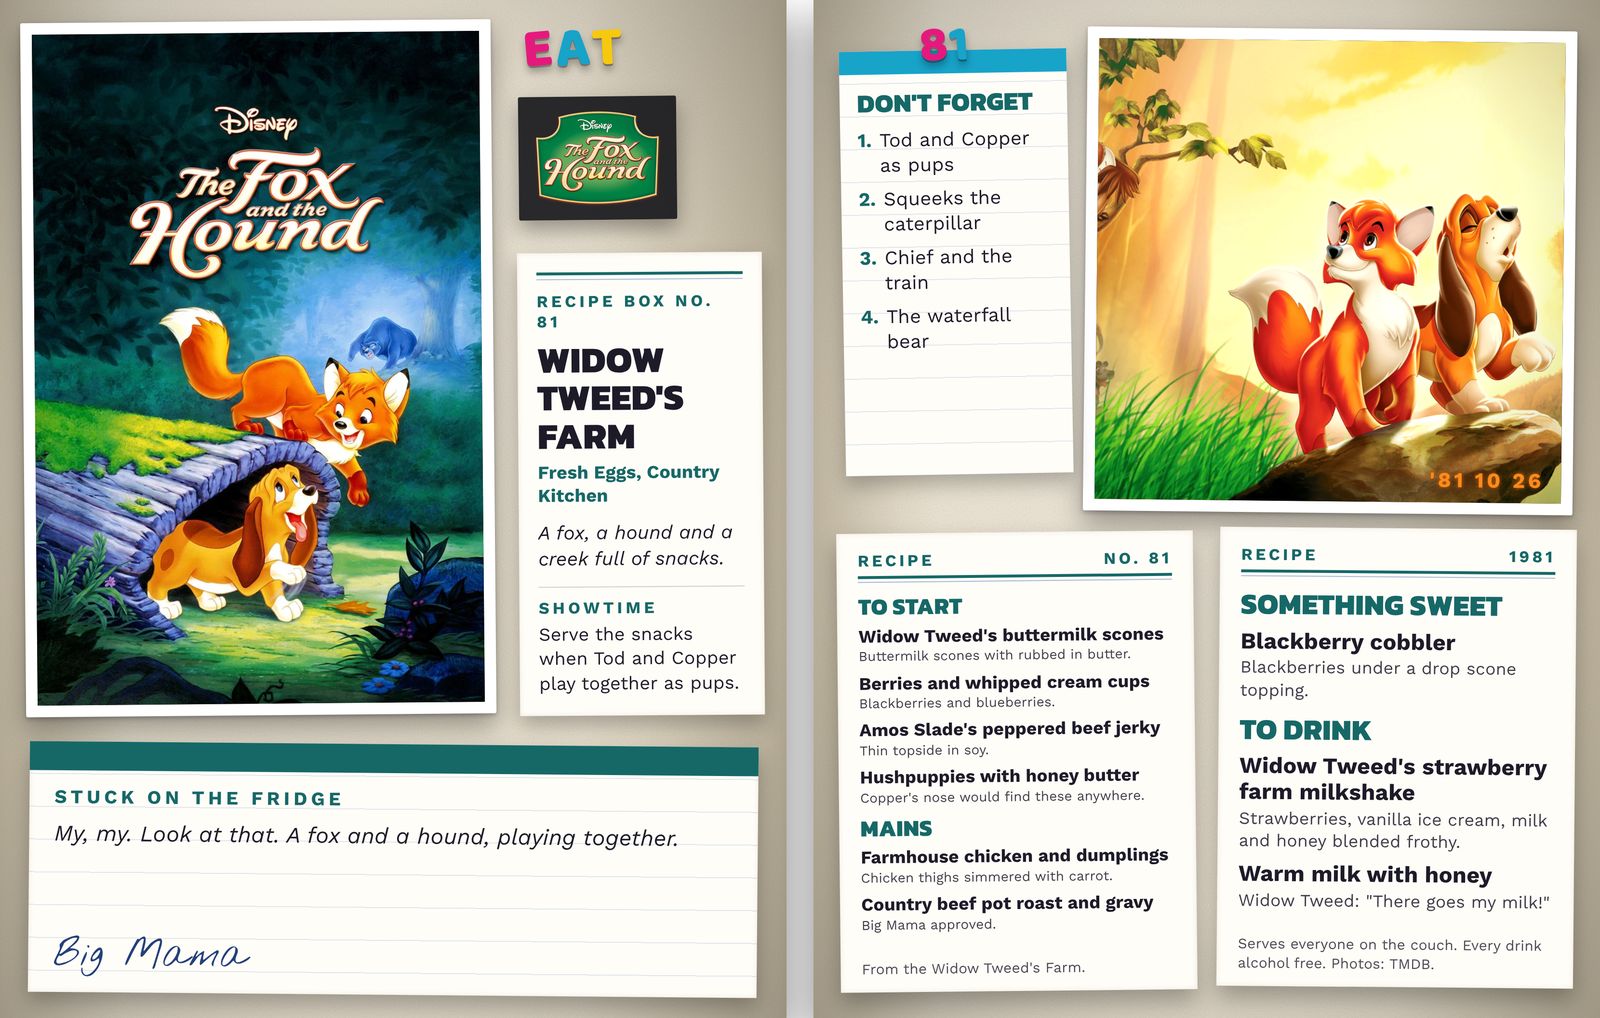 DISNEY
The Fox
and the
Hound
EAT
DISNEY
The Fox
and the
Hound
RECIPE BOX NO.
81
WIDOW
TWEED'S
FARM
Fresh Eggs, Country
Kitchen
A fox, a hound and a
creek full of snacks.
SHOWTIME
Serve the snacks
when Tod and Copper
play together as pups.
STUCK ON THE FRIDGE
My, my. Look at that. A fox and a hound, playing together.
Big Mama
81
DON'T FORGET
1. Tod and Copper
as pups
2. Squeeks the
caterpillar
3. Chief and the
train
4. The waterfall
bear
'81 10 26
RECIPE NO. 81
TO START
Widow Tweed's buttermilk scones
Buttermilk scones with rubbed in butter.
Berries and whipped cream cups
Blackberries and blueberries.
Amos Slade's peppered beef jerky
Thin topside in soy.
Hushpuppies with honey butter
Copper's nose would find these anywhere.
MAINS
Farmhouse chicken and dumplings
Chicken thighs simmered with carrot.
Country beef pot roast and gravy
Big Mama approved.
From the Widow Tweed's Farm.
RECIPE 1981
SOMETHING SWEET
Blackberry cobbler
Blackberries under a drop scone
topping.
TO DRINK
Widow Tweed's strawberry
farm milkshake
Strawberries, vanilla ice cream, milk
and honey blended frothy.
Warm milk with honey
Widow Tweed: "There goes my milk!"
Serves everyone on the couch. Every drink
alcohol free. Photos: TMDB.